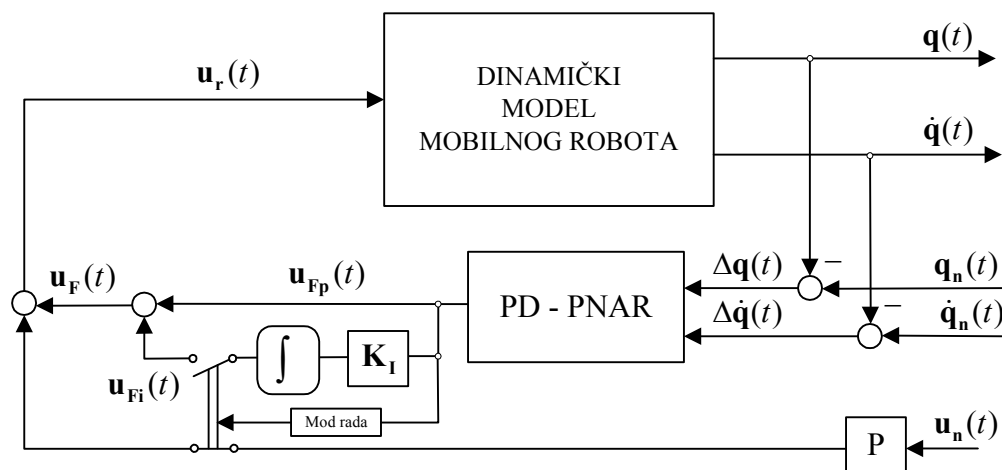 q(t)
u_r(t)
DINAMIČKI
MODEL
MOBILNOG ROBOTA
q̇(t)
u_F(t)
u_Fp(t)
PD - PNAR
Δq(t)
−
q_n(t)
Δq̇(t)
−
q̇_n(t)
∫
K_I
u_Fi(t)
Mod rada
P
u_n(t)